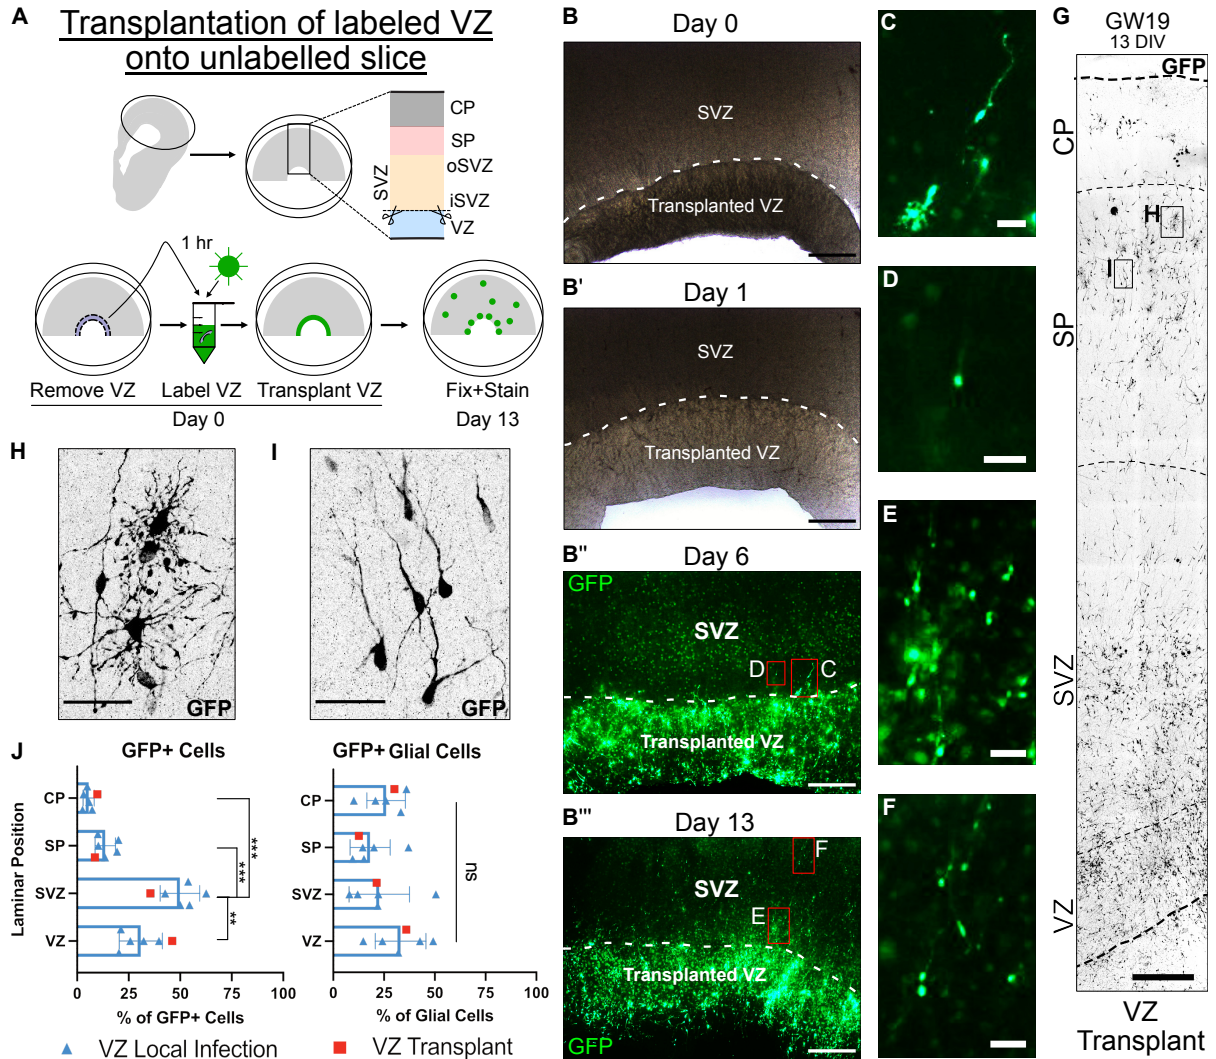 A
Transplantation of labeled VZ
onto unlabelled slice
CP
SP
oSVZ
SVZ
iSVZ
VZ
1 hr
Remove VZ
Label VZ
Transplant VZ
Fix+Stain
Day 0
Day 13
B
Day 0
SVZ
Transplanted VZ
B'
Day 1
SVZ
Transplanted VZ
B''
Day 6
GFP
SVZ
D
C
Transplanted VZ
B'''
Day 13
F
SVZ
E
Transplanted VZ
GFP
C
D
E
F
G
GW19
13 DIV
GFP
CP
H
I
SP
SVZ
VZ
VZ
Transplant
H
GFP
I
GFP
J
GFP+ Cells
Laminar Position
CP
SP
SVZ
VZ
***
***
**
0
25
50
75
100
% of GFP+ Cells
GFP+ Glial Cells
CP
SP
SVZ
VZ
ns
0
25
50
75
100
% of Glial Cells
VZ Local Infection
VZ Transplant